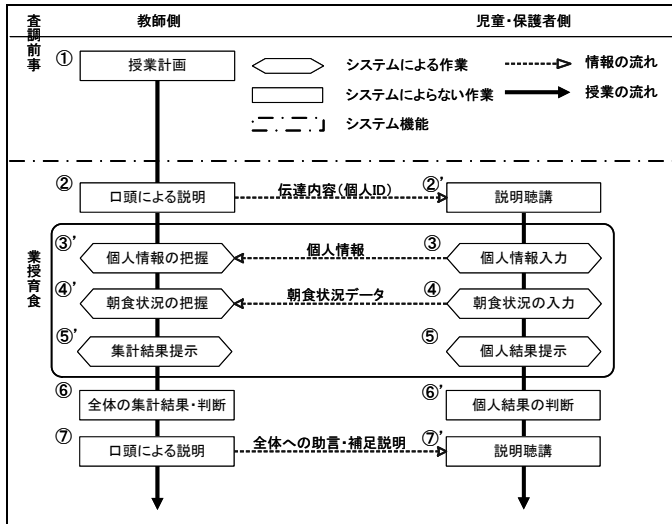 教師側
児童・保護者側
査調前事
① 授業計画
システムによる作業
システムによらない作業
システム機能
情報の流れ
授業の流れ
② 口頭による説明
伝達内容(個人ID)
②' 説明聴講
業授育食
③' 個人情報の把握
個人情報
③ 個人情報入力
④' 朝食状況の把握
朝食状況データ
④ 朝食状況の入力
⑤' 集計結果提示
⑤ 個人結果提示
⑥ 全体の集計結果・判断
⑥' 個人結果の判断
⑦ 口頭による説明
全体への助言・補足説明
⑦' 説明聴講